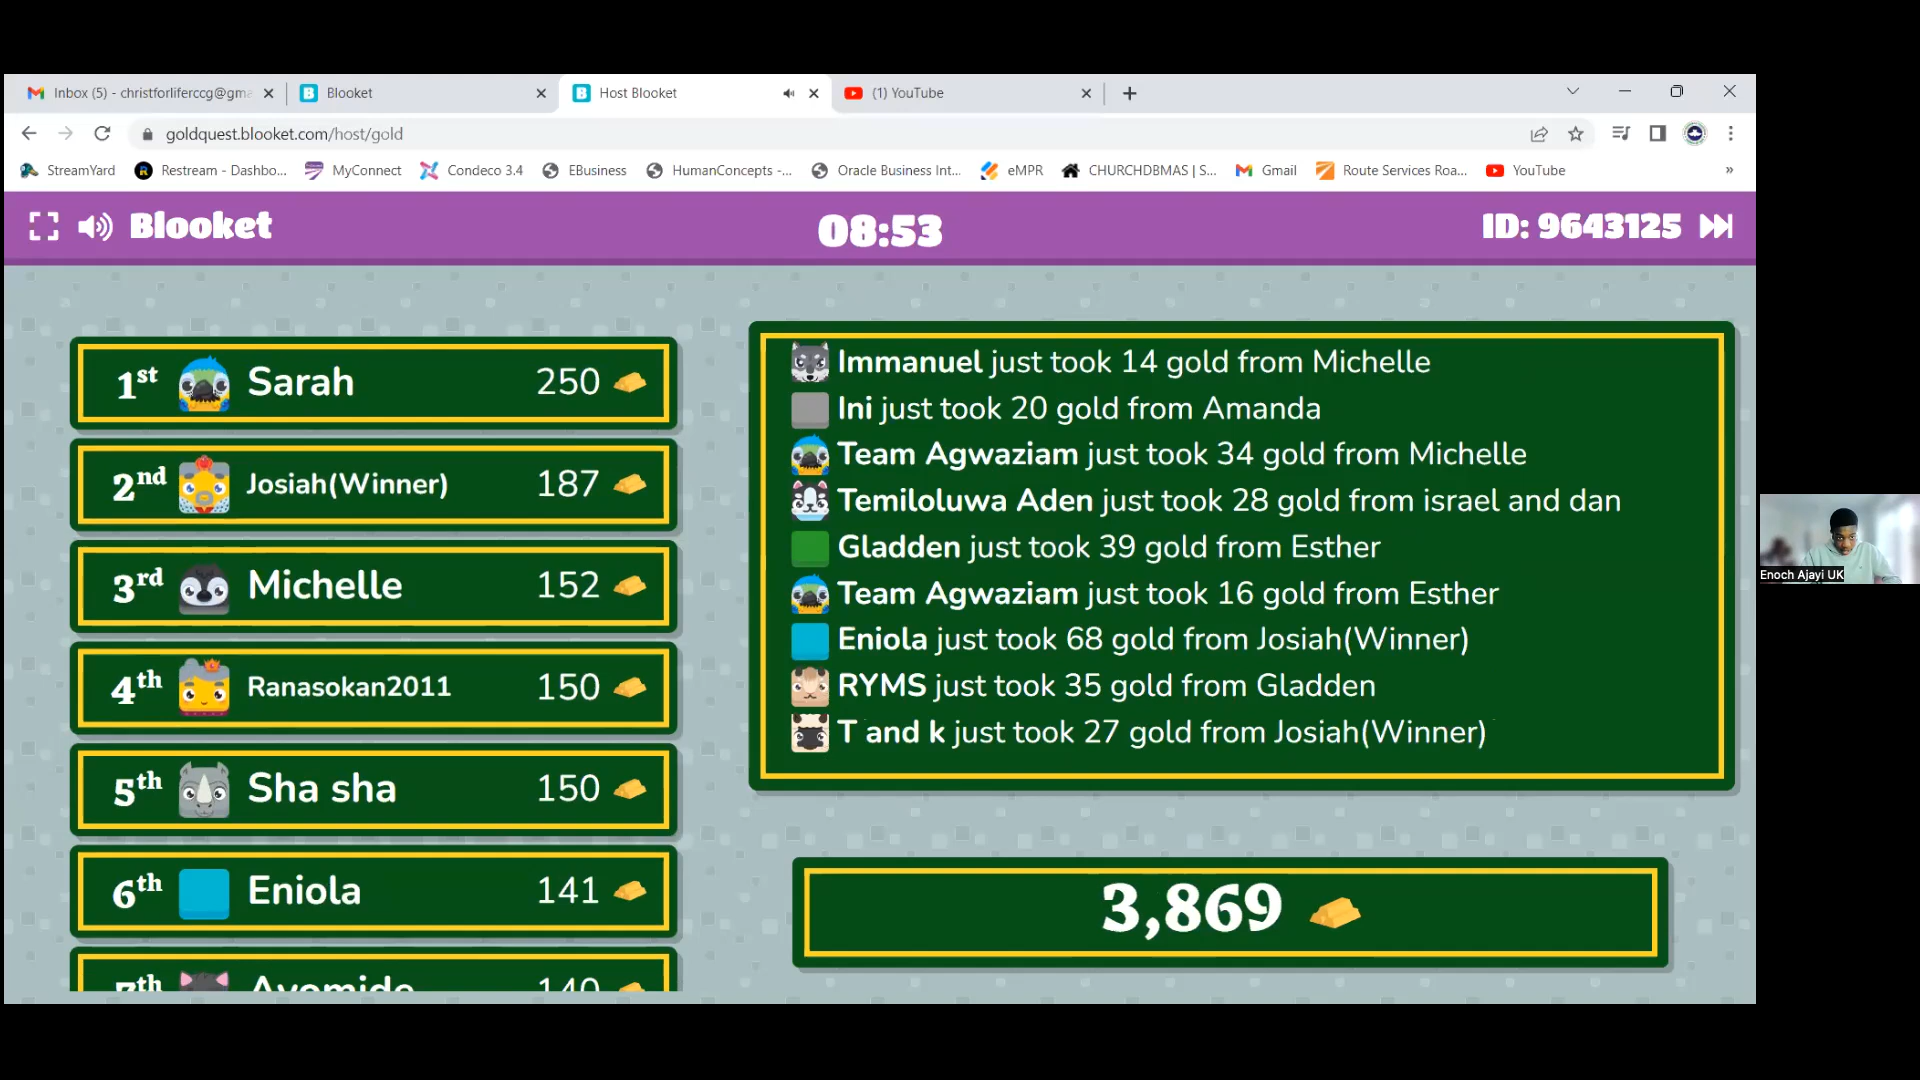 Inbox (5) - christforliferccg@gma
Blooket
Host Blooket
(1) YouTube
goldquest.blooket.com/host/gold
StreamYard
Restream - Dashbo...
MyConnect
Condeco 3.4
EBusiness
HumanConcepts -...
Oracle Business Int...
eMPR
CHURCHDBMAS | S...
Gmail
Route Services Roa...
YouTube
»
Blooket
08:53
ID: 9643125
1st Sarah 250
2nd Josiah(Winner) 187
3rd Michelle 152
4th Ranasokan2011 150
5th Sha sha 150
6th Eniola 141
7th Ayomide 140
Immanuel just took 14 gold from Michelle
Ini just took 20 gold from Amanda
Team Agwaziam just took 34 gold from Michelle
Temiloluwa Aden just took 28 gold from israel and dan
Gladden just took 39 gold from Esther
Team Agwaziam just took 16 gold from Esther
Eniola just took 68 gold from Josiah(Winner)
RYMS just took 35 gold from Gladden
T and k just took 27 gold from Josiah(Winner)
3,869
Enoch Ajayi UK